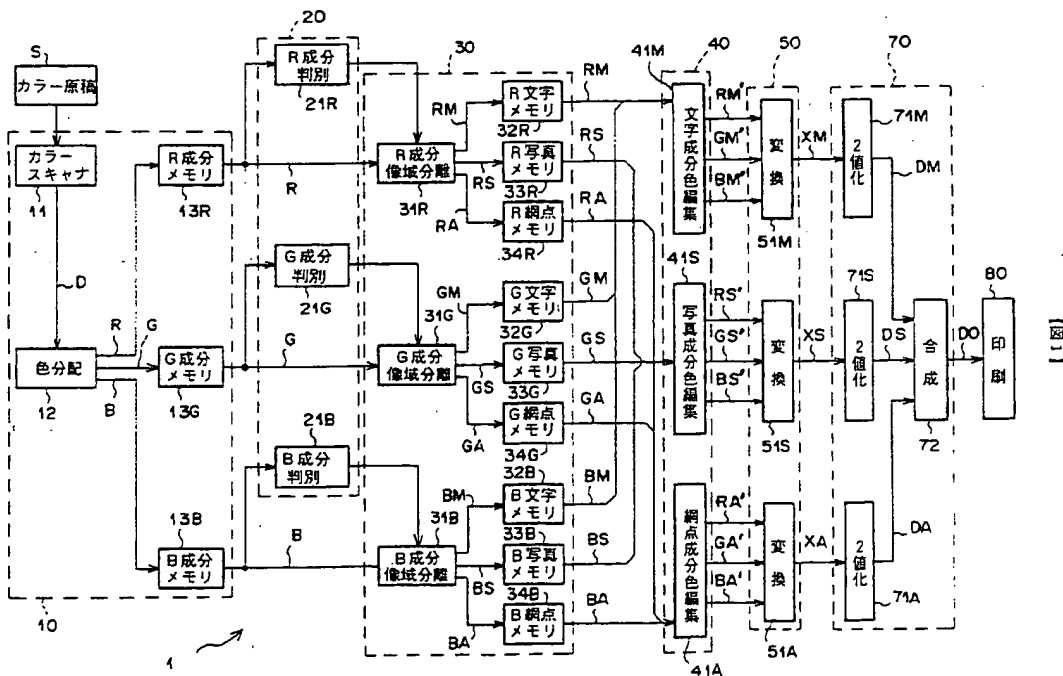 S
カラー原稿
カラー
スキャナ
11
D
色分配
12
R
G
B
R成分
メモリ
13R
G成分
メモリ
13G
13B
B成分
メモリ
10
1
20
R成分
判別
21R
R
G成分
判別
21G
G
21B
B成分
判別
B
30
R成分
像域分離
31R
RM
RS
RA
R文字
メモリ
32R
R写真
メモリ
33R
R網点
メモリ
34R
31G
G成分
像域分離
GM
GS
GA
G文字
メモリ
32G
G写真
メモリ
33G
G網点
メモリ
34G
31B
B成分
像域分離
BM
BS
BA
32B
B文字
メモリ
33B
B写真
メモリ
34B
B網点
メモリ
RM
RS
RA
GM
GS
GA
BM
BS
BA
40
41M
文字成分色編集
41S
写真成分色編集
網点成分色編集
41A
RM'
GM'
BM'
RS'
GS'
BS'
RA'
GA'
BA'
50
変換
51M
変換
51S
変換
51A
XM
XS
XA
70
71M
2値化
71S
2値化
2値化
71A
DM
DS
DA
合成
72
DO
80
印刷
【図1】